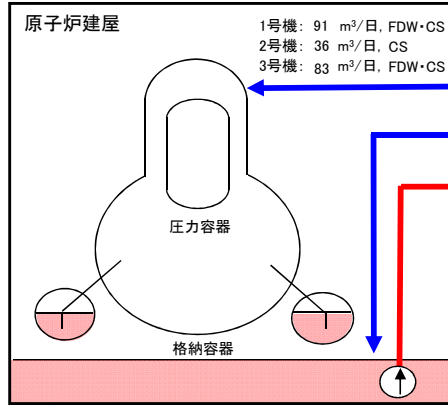 原子炉建屋
1号機: 91 m³/日, FDW・CS
2号機: 36 m³/日, CS
3号機: 83 m³/日, FDW・CS
圧力容器
格納容器